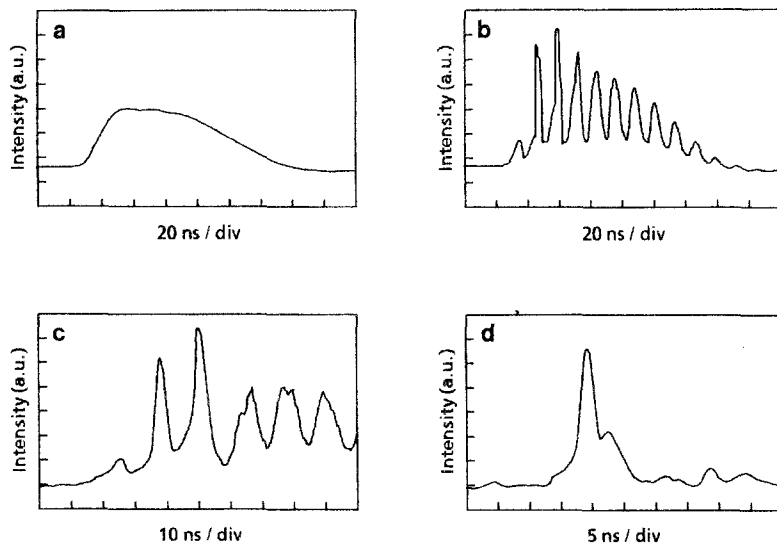 a
Intensity (a.u.)
20 ns / div
b
Intensity (a.u.)
20 ns / div
c
Intensity (a.u.)
10 ns / div
d
Intensity (a.u.)
5 ns / div